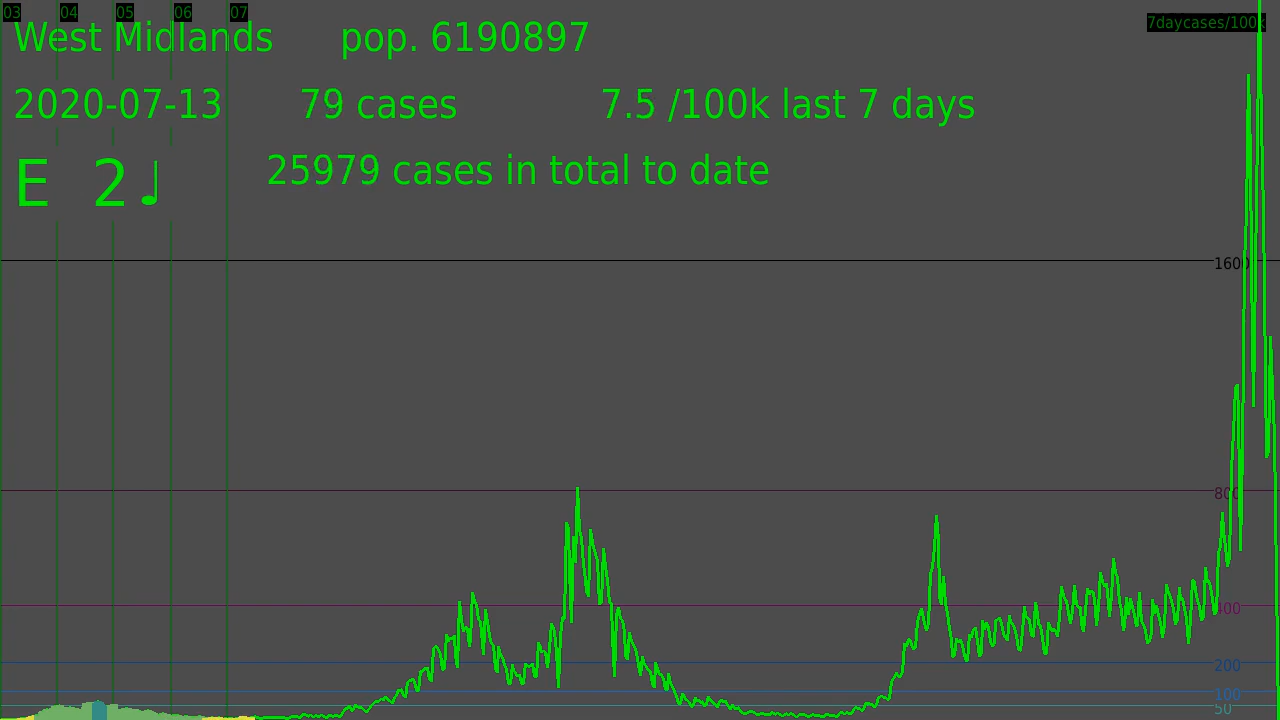 03 04 05 06 07
7daycases/100k
West Midlands pop. 6190897
2020-07-13 79 cases 7.5 /100k last 7 days
E 2♩ 25979 cases in total to date
1600
800
400
200
100
50